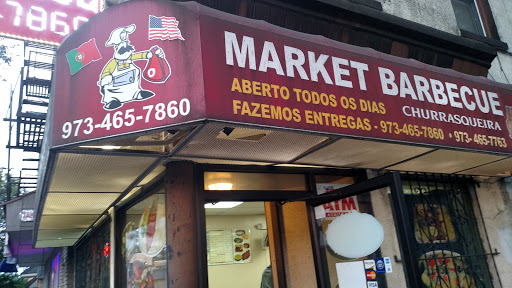 7860
MARKET BARBECUE
CHURRASQUEIRA
ABERTO TODOS OS DIAS
FAZEMOS ENTREGAS - 973-465-7860 • 973-465-7763
973-465-7860
ATM
VISA